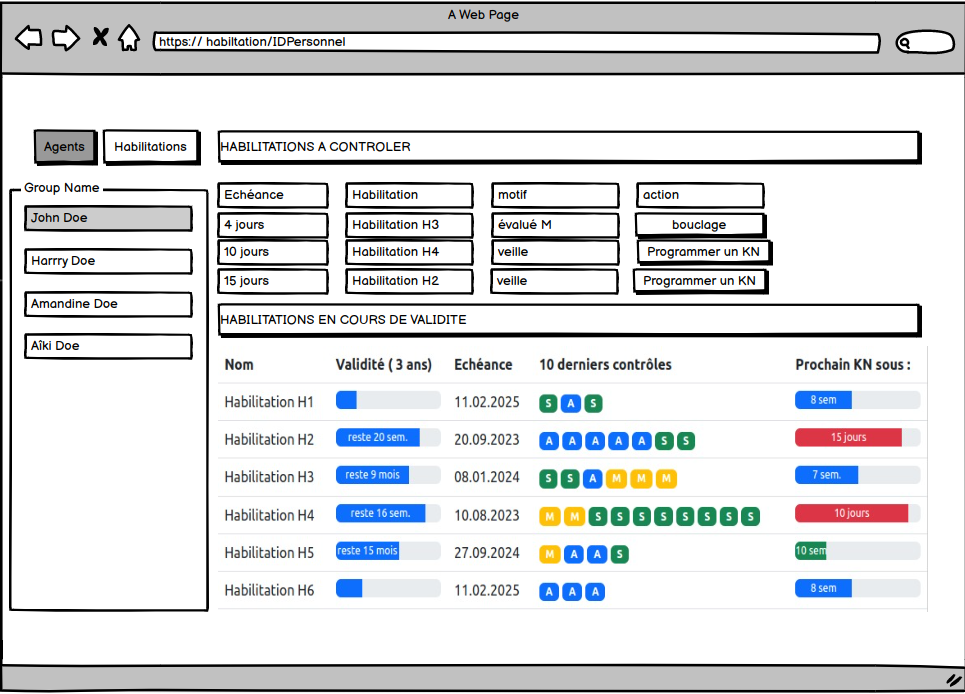 A Web Page
https:// habiltation/IDPersonnel
Agents Habilitations
HABILITATIONS A CONTROLER
Group Name
John Doe
Harrry Doe
Amandine Doe
Aîki Doe
Echéance Habilitation motif action
4 jours Habilitation H3 évalué M bouclage
10 jours Habilitation H4 veille Programmer un KN
15 jours Habilitation H2 veille Programmer un KN
HABILITATIONS EN COURS DE VALIDITE
Nom Validité ( 3 ans) Echéance 10 derniers contrôles Prochain KN sous :
Habilitation H1 11.02.2025 S A S 8 sem
Habilitation H2 reste 20 sem. 20.09.2023 A A A A A S S 15 jours
Habilitation H3 reste 9 mois 08.01.2024 S S A M M M 7 sem.
Habilitation H4 reste 16 sem. 10.08.2023 M M S S S S S S S S 10 jours
Habilitation H5 reste 15 mois 27.09.2024 M A A S 10 sem
Habilitation H6 11.02.2025 A A A 8 sem